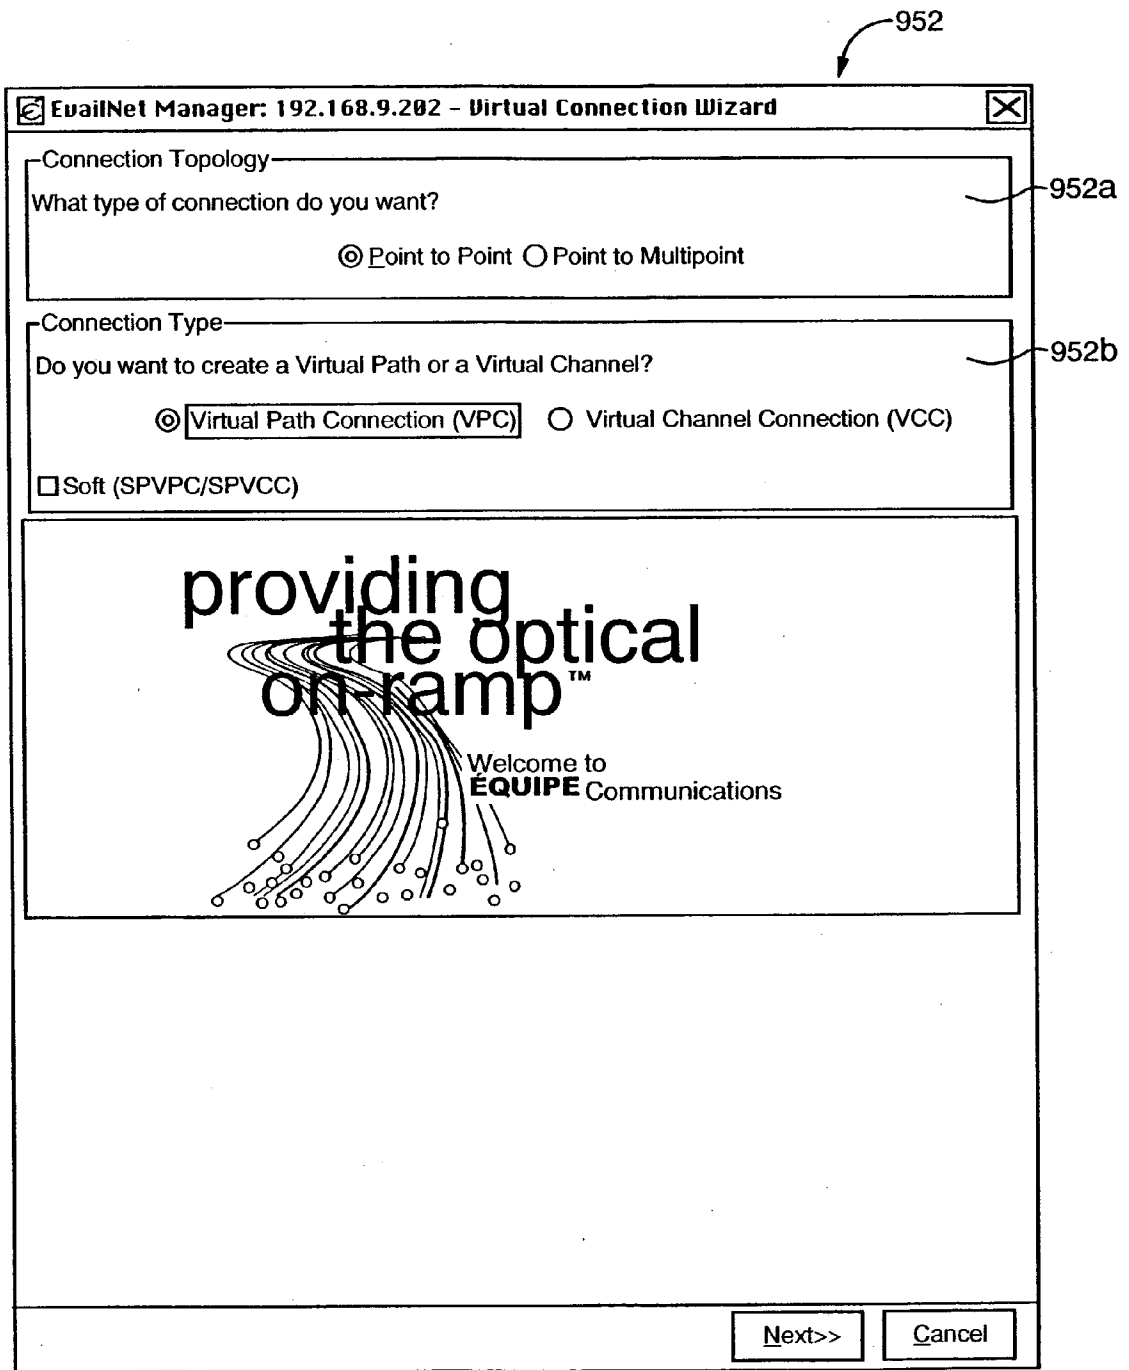 952
EvailNet Manager: 192.168.9.202 - Virtual Connection Wizard
Connection Topology
952a
What type of connection do you want?
Point to Point Point to Multipoint
Connection Type
952b
Do you want to create a Virtual Path or a Virtual Channel?
Virtual Path Connection (VPC) Virtual Channel Connection (VCC)
Soft (SPVPC/SPVCC)
providing
the optical
on-ramp™
Welcome to
ÉQUIPE Communications
Next>> Cancel